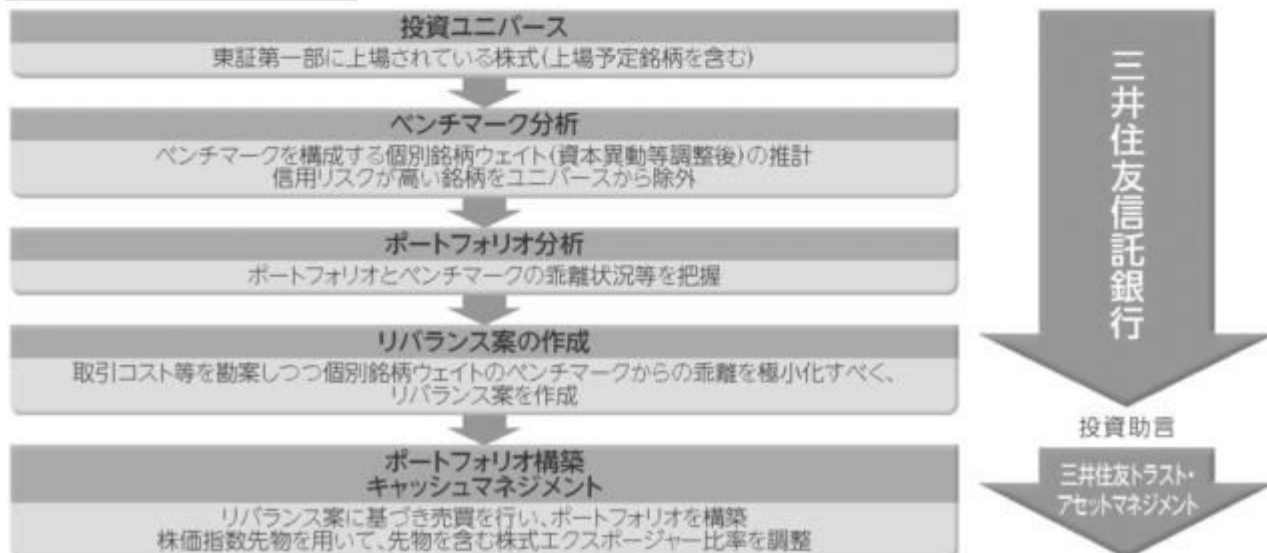 投資ユニバース
東証第一部に上場されている株式(上場予定銘柄を含む)
ベンチマーク分析
ベンチマークを構成する個別銘柄ウェイト(資本異動等調整後)の推計
信用リスクが高い銘柄をユニバースから除外
ポートフォリオ分析
ポートフォリオとベンチマークの乖離状況等を把握
リバランス案の作成
取引コスト等を勘案しつつ個別銘柄ウェイトのベンチマークからの乖離を極小化すべく、
リバランス案を作成
ポートフォリオ構築
キャッシュマネジメント
リバランス案に基づき売買を行い、ポートフォリオを構築
株価指数先物を用いて、先物を含む株式エクスポージャー比率を調整
三井住友信託銀行
投資助言
三井住友トラスト・
アセットマネジメント